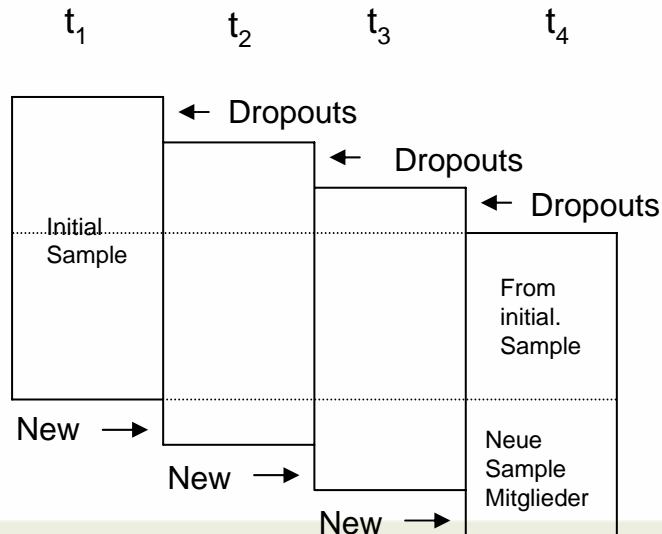 t₁ t₂ t₃ t₄
← Dropouts
← Dropouts
← Dropouts
Initial
Sample
From
initial.
Sample
New →
Neue
Sample
Mitglieder
New →
New →